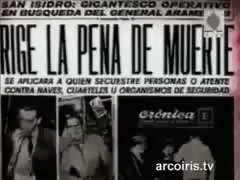 SAN ISIDRO: GIGANTESCO OPERATIVO
EN BUSQUEDA DEL GENERAL ARAMB
RIGE LA PENA DE MUERTE
SE APLICARA A QUIEN SECUESTRE PERSONAS O ATENTE
CONTRA NAVES, CUARTELES U ORGANISMOS DE SEGURIDAD
crónica
arcoiris.tv